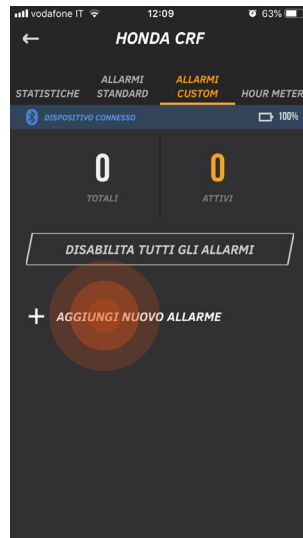 vodafone IT 12:09 63%
HONDA CRF
STATISTICHE ALLARMI STANDARD ALLARMI CUSTOM HOUR METER
DISPOSITIVO CONNESSO 100%
0 0
TOTALI ATTIVI
DISABILITA TUTTI GLI ALLARMI
+ AGGIUNGI NUOVO ALLARME